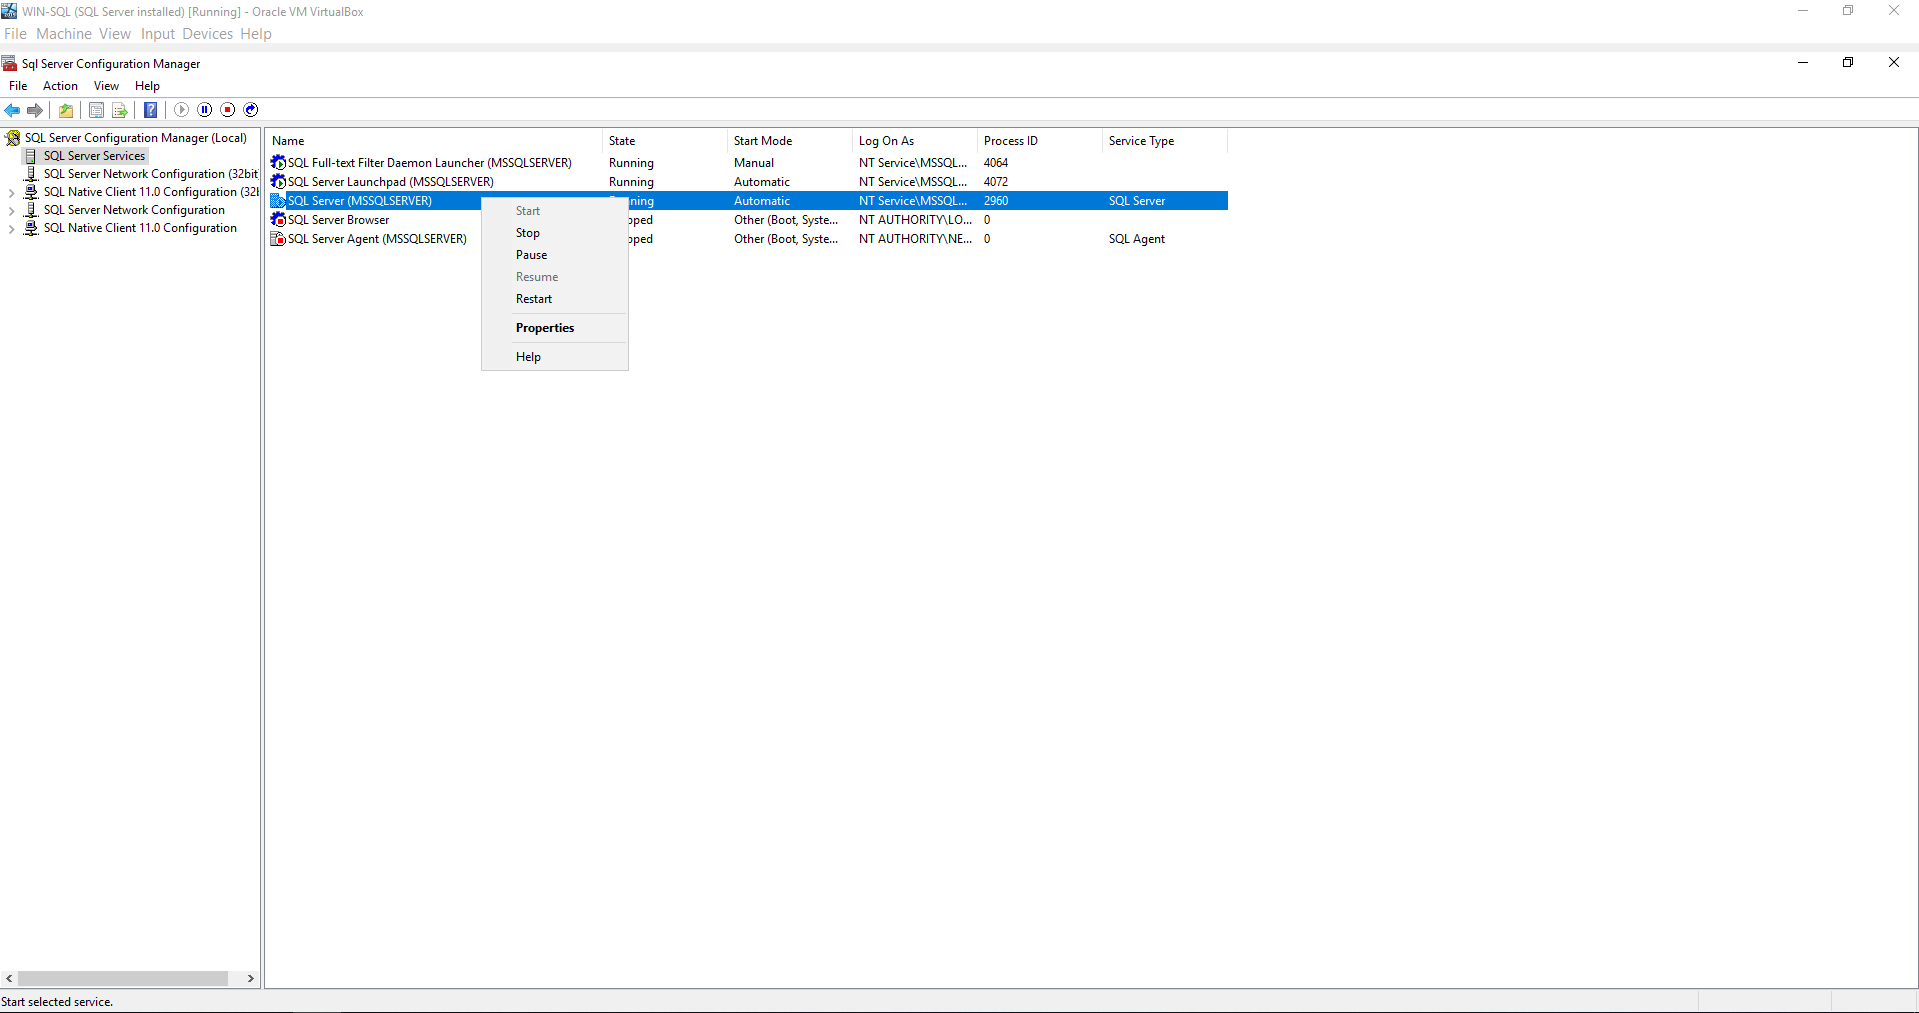 WIN-SQL (SQL Server installed) [Running] - Oracle VM VirtualBox
File Machine View Input Devices Help
Sql Server Configuration Manager
File Action View Help
SQL Server Configuration Manager (Local)
SQL Server Services
SQL Server Network Configuration (32bit
SQL Native Client 11.0 Configuration (32
SQL Server Network Configuration
SQL Native Client 11.0 Configuration
Name State Start Mode Log On As Process ID Service Type
SQL Full-text Filter Daemon Launcher (MSSQLSERVER) Running Manual NT Service\MSSQL... 4064
SQL Server Launchpad (MSSQLSERVER) Running Automatic NT Service\MSSQL... 4072
SQL Server (MSSQLSERVER) nning Automatic NT Service\MSSQL... 2960 SQL Server
SQL Server Browser pped Other (Boot, Syste... NT AUTHORITY\LO... 0
SQL Server Agent (MSSQLSERVER) pped Other (Boot, Syste... NT AUTHORITY\NE... 0 SQL Agent
Start
Stop
Pause
Resume
Restart
Properties
Help
Start selected service.